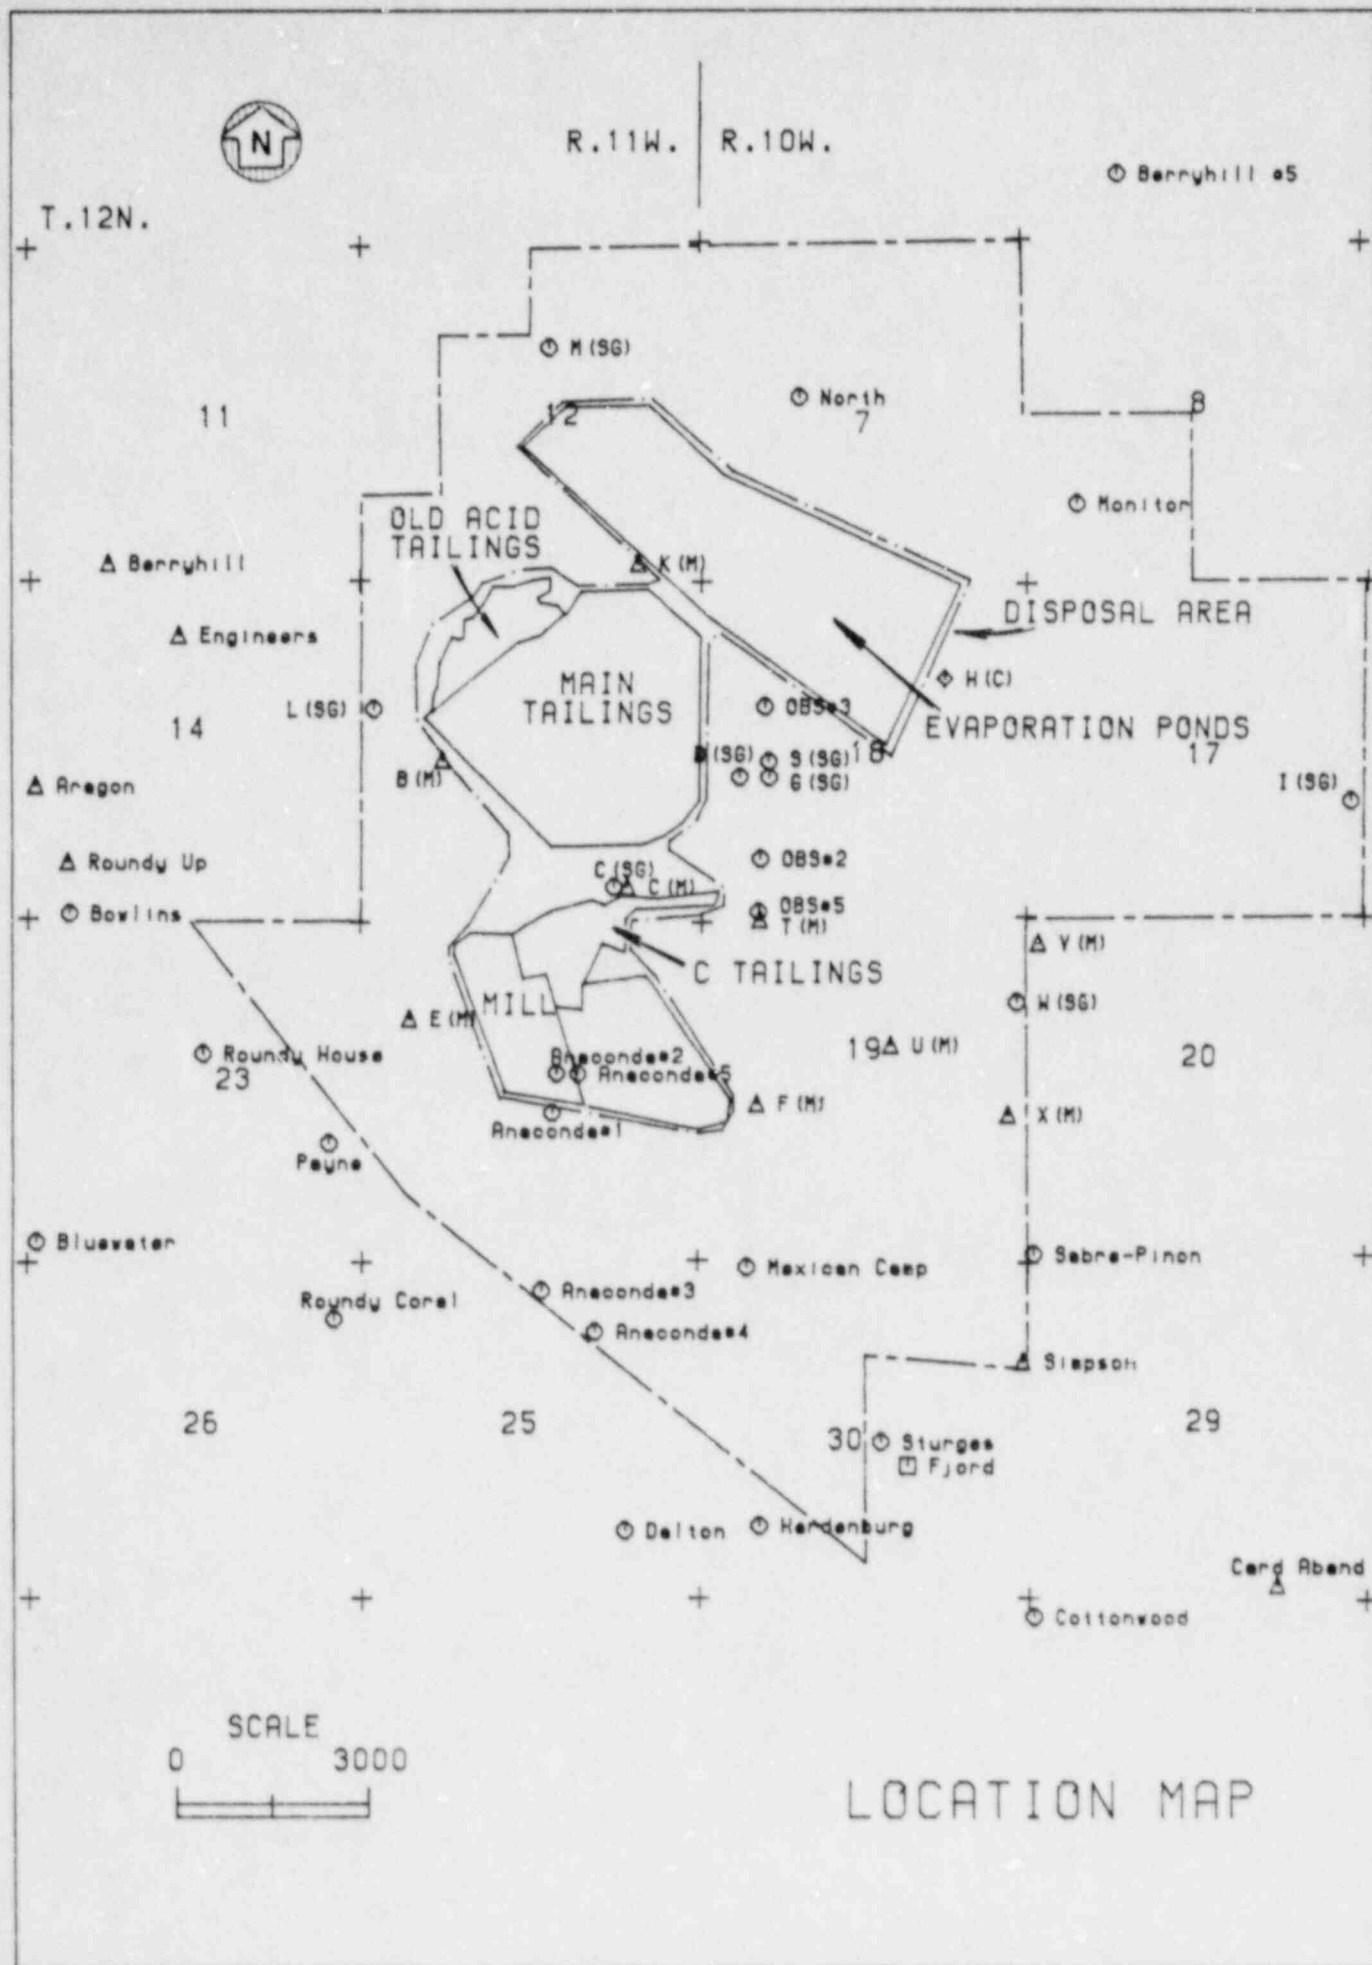 N
R.11W. R.10W.
Berryhill #5
T.12N.
M (SG)
North
11
12
7
8
Monitor
OLD ACID
TAILINGS
Berryhill
K (M)
DISPOSAL AREA
Engineers
MAIN
TAILINGS
H (C)
L (SG)
OBS#3
EVAPORATION PONDS
14
18
17
(SG)
S (SG)
B (M)
G (SG)
I (SG)
Aragon
Roundy Up
OBS#2
C (SG)
C (M)
Bowlins
OBS#5
T (M)
Y (M)
C TAILINGS
MILL
W (SG)
E (M)
19
U (M)
20
Roundy House
23
Anaconda#2
Anaconda#5
F (M)
X (M)
Anaconda#1
Payne
Bluewater
Sabre-Pinon
Mexican Camp
Anaconda#3
Roundy Coral
Anaconda#4
Simpson
26
25
30
29
Sturges
Fjord
Dalton
Hardenburg
Card Aband
Cottonwood
SCALE
0 3000
LOCATION MAP